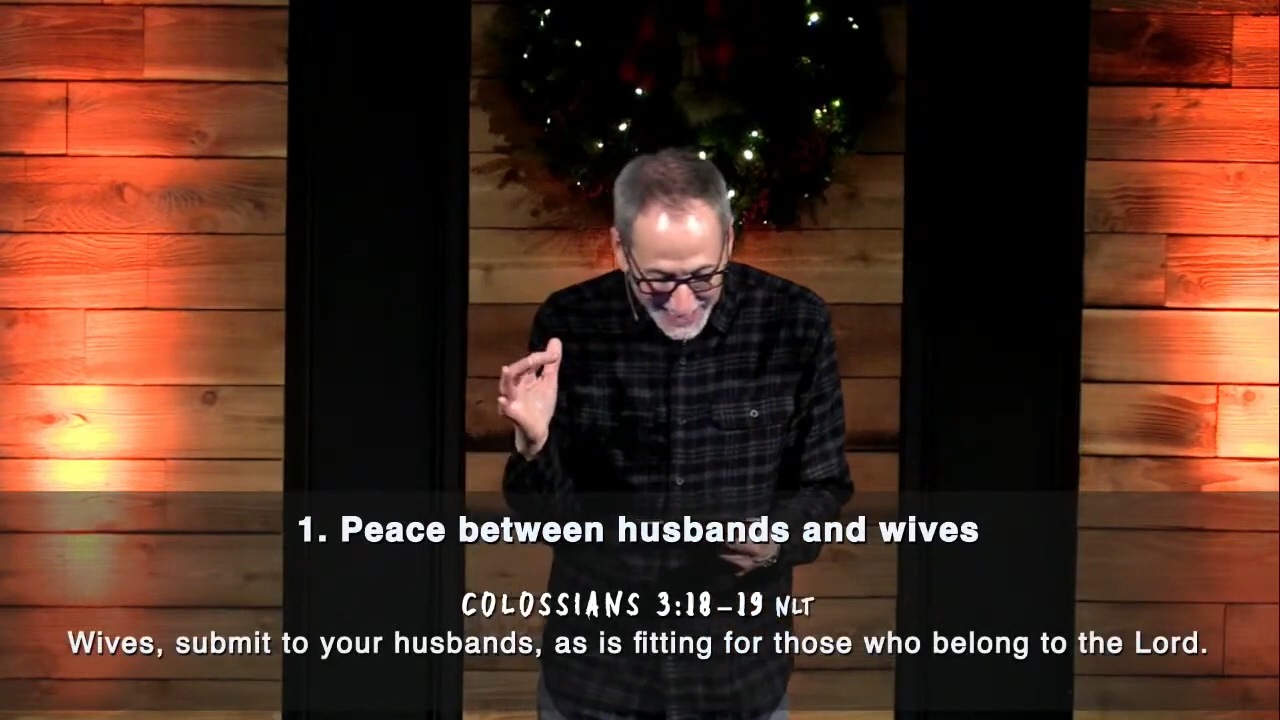 1. Peace between husbands and wives
COLOSSIANS 3:18-19 NLT
Wives, submit to your husbands, as is fitting for those who belong to the Lord.